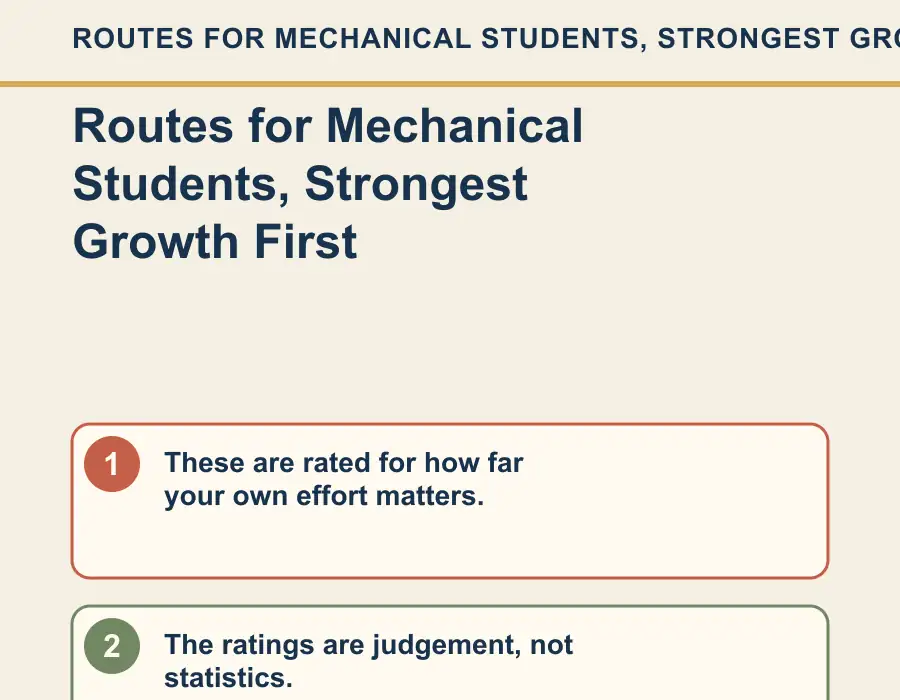 ROUTES FOR MECHANICAL STUDENTS, STRONGEST
Routes for Mechanical
Students, Strongest
Growth First
1
These are rated for how far
your own effort matters.
2
The ratings are judgement, not
statistics.